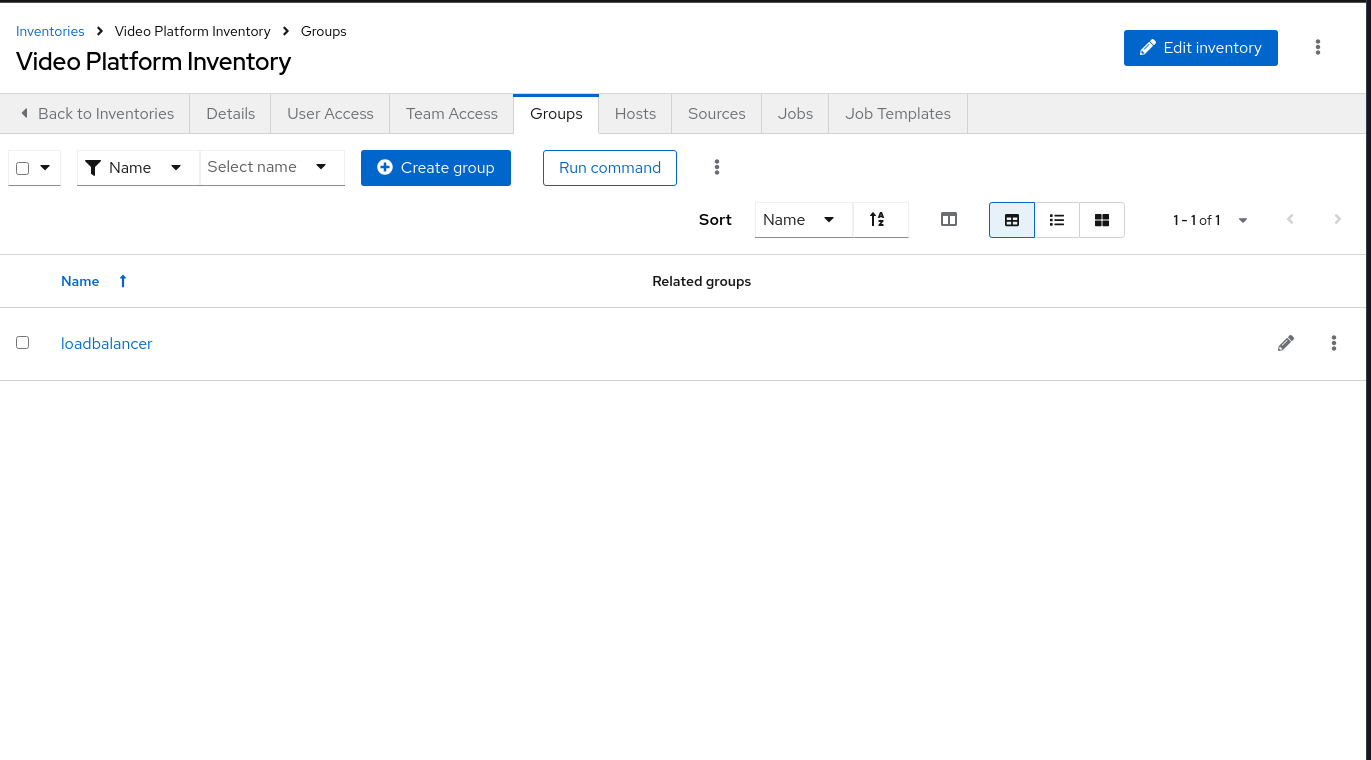 Inventories Video Platform Inventory Groups
Video Platform Inventory
Edit inventory
Back to Inventories Details User Access Team Access Groups Hosts Sources Jobs Job Templates
Name Select name Create group Run command
Sort Name 1 - 1 of 1
Name Related groups
loadbalancer